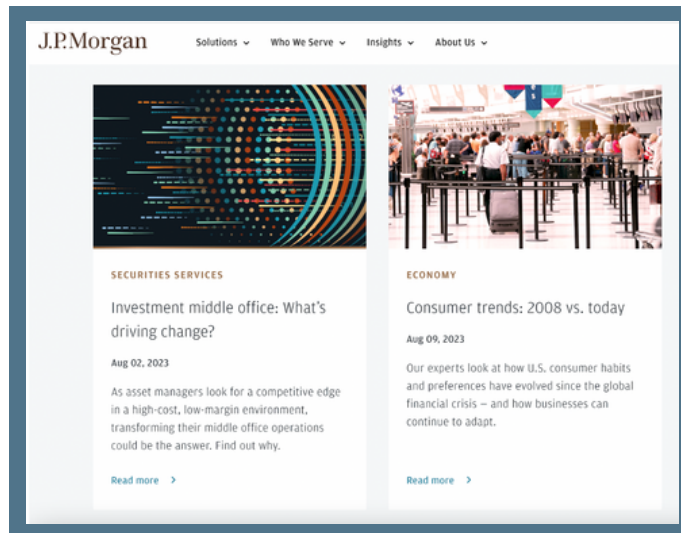 J.P.Morgan
Solutions Who We Serve Insights About Us
SECURITIES SERVICES
Investment middle office: What's
driving change?
Aug 02, 2023
As asset managers look for a competitive edge
in a high-cost, low-margin environment,
transforming their middle office operations
could be the answer. Find out why.
Read more
ECONOMY
Consumer trends: 2008 vs. today
Aug 09, 2023
Our experts look at how U.S. consumer habits
and preferences have evolved since the global
financial crisis – and how businesses can
continue to adapt.
Read more